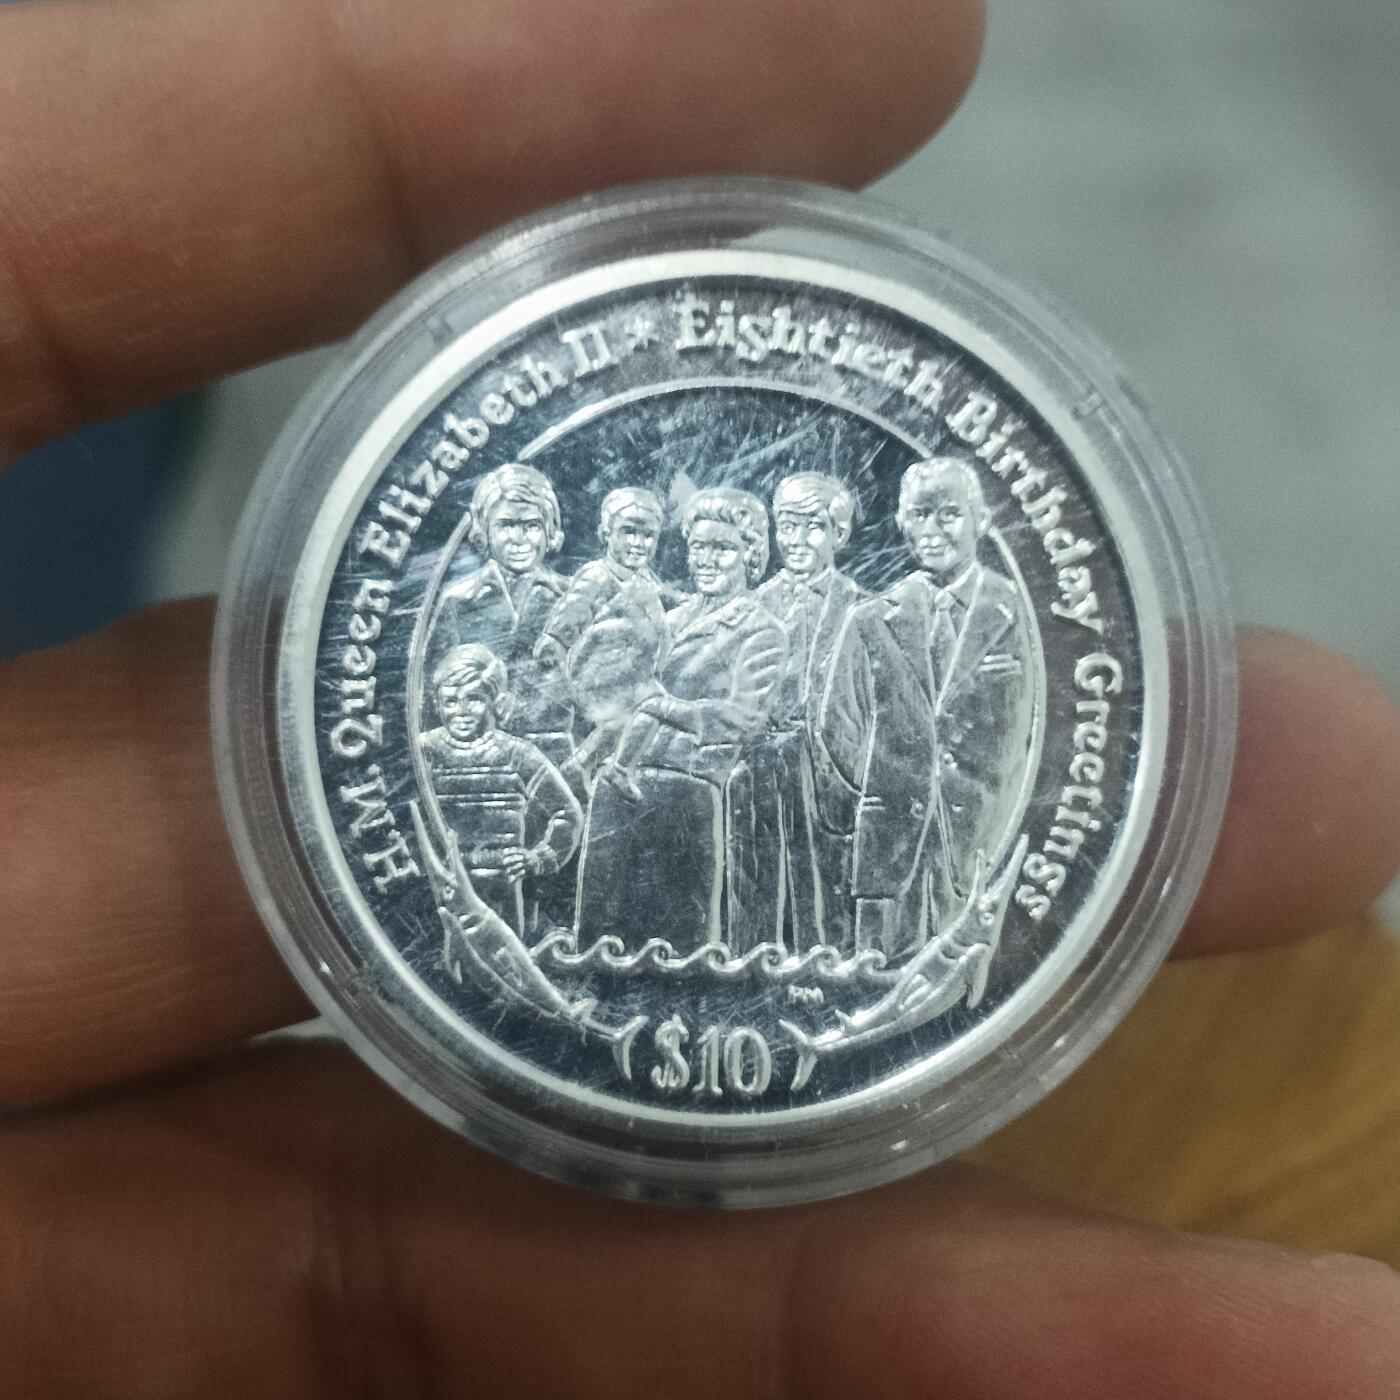 H.M. Queen Elizabeth II * Eightieth Birthday Greetings
PM
$10